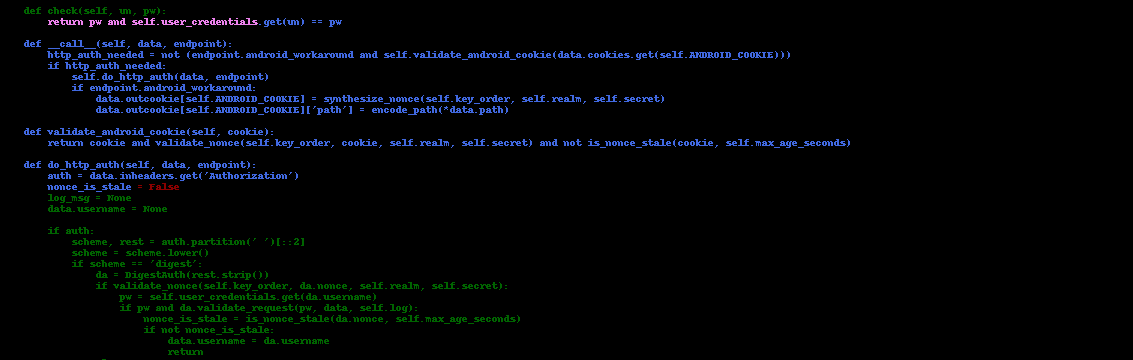 def check(self, un, pw):
    return pw and self.user_credentials.get(un) == pw

def __call__(self, data, endpoint):
    http_auth_needed = not (endpoint.android_workaround and self.validate_android_cookie(data.cookies.get(self.ANDROID_COOKIE)))
    if http_auth_needed:
        self.do_http_auth(data, endpoint)
        if endpoint.android_workaround:
            data.outcookie[self.ANDROID_COOKIE] = synthesize_nonce(self.key_order, self.realm, self.secret)
            data.outcookie[self.ANDROID_COOKIE]['path'] = encode_path(*data.path)

def validate_android_cookie(self, cookie):
    return cookie and validate_nonce(self.key_order, cookie, self.realm, self.secret) and not is_nonce_stale(cookie, self.max_age_seconds)

def do_http_auth(self, data, endpoint):
    auth = data.inheaders.get('Authorization')
    nonce_is_stale = False
    log_msg = None
    data.username = None

    if auth:
        scheme, rest = auth.partition(' ')[::2]
        scheme = scheme.lower()
        if scheme == 'digest':
            da = DigestAuth(rest.strip())
            if validate_nonce(self.key_order, da.nonce, self.realm, self.secret):
                pw = self.user_credentials.get(da.username)
                if pw and da.validate_request(pw, data, self.log):
                    nonce_is_stale = is_nonce_stale(da.nonce, self.max_age_seconds)
                    if not nonce_is_stale:
                        data.username = da.username
                        return